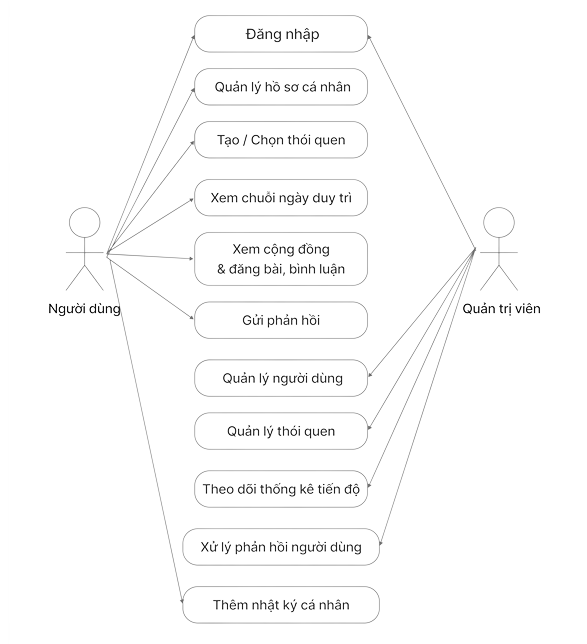 Đăng nhập
Quản lý hồ sơ cá nhân
Tạo / Chọn thói quen
Xem chuỗi ngày duy trì
Xem cộng đồng
& đăng bài, bình luận
Người dùng
Quản trị viên
Gửi phản hồi
Quản lý người dùng
Quản lý thói quen
Theo dõi thống kê tiến độ
Xử lý phản hồi người dùng
Thêm nhật ký cá nhân